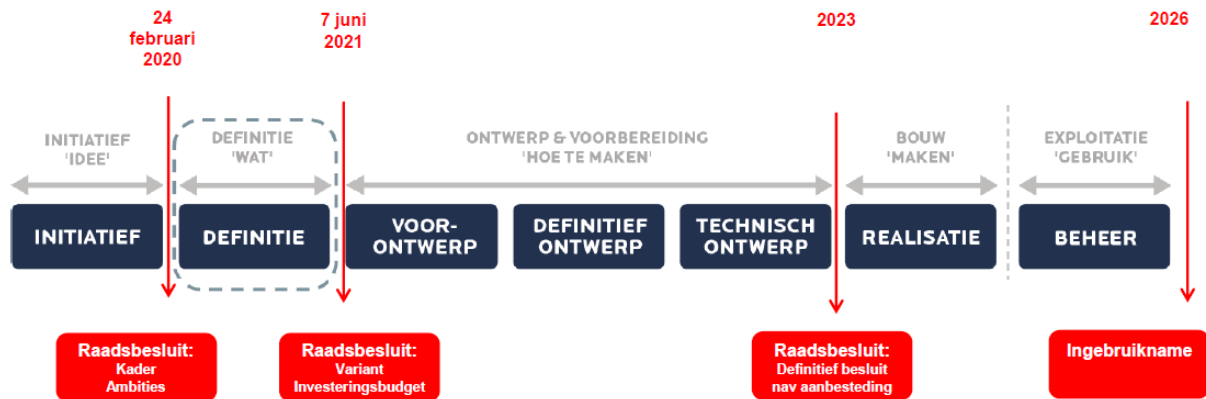 24
februari
2020
7 juni
2021
2023
2026
INITIATIEF
'IDEE'
DEFINITIE
'WAT'
ONTWERP & VOORBEREIDING
'HOE TE MAKEN'
BOUW
'MAKEN'
EXPLOITATIE
'GEBRUIK'
INITIATIEF
DEFINITIE
VOOR-
ONTWERP
DEFINITIEF
ONTWERP
TECHNISCH
ONTWERP
REALISATIE
BEHEER
Raadsbesluit:
Kader
Ambities
Raadsbesluit:
Variant
Investeringsbudget
Raadsbesluit:
Definitief besluit
nav aanbesteding
Ingebruikname